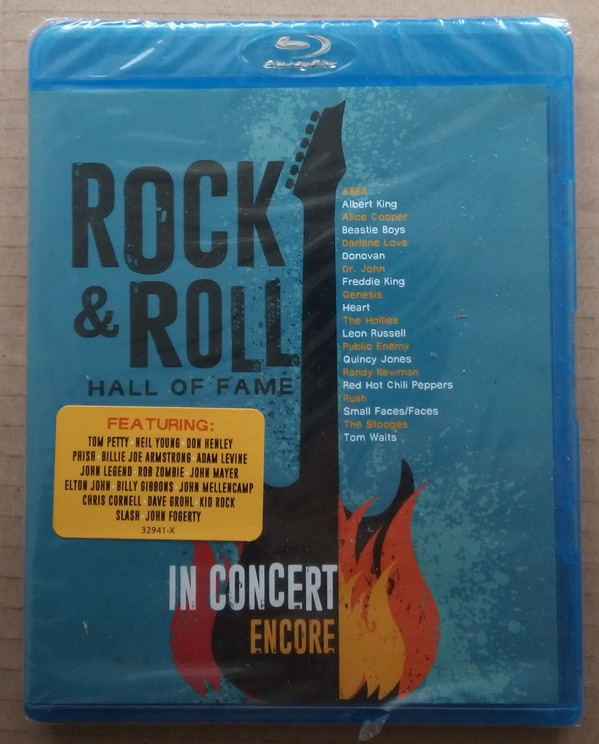 Blu-ray Disc
ROCK
& ROLL
HALL OF FAME
ABBA
Albert King
Alice Cooper
Beastie Boys
Darlene Love
Donovan
Dr. John
Freddie King
Genesis
Heart
The Hollies
Leon Russell
Public Enemy
Quincy Jones
Randy Newman
Red Hot Chili Peppers
Rush
Small Faces/Faces
The Stooges
Tom Waits
FEATURING:
TOM PETTY · NEIL YOUNG · DON HENLEY
PHISH · BILLIE JOE ARMSTRONG · ADAM LEVINE
JOHN LEGEND · ROB ZOMBIE · JOHN MAYER
ELTON JOHN · BILLY GIBBONS · JOHN MELLENCAMP
CHRIS CORNELL · DAVE GROHL · KID ROCK
SLASH · JOHN FOGERTY
32941-X
IN CONCERT
ENCORE